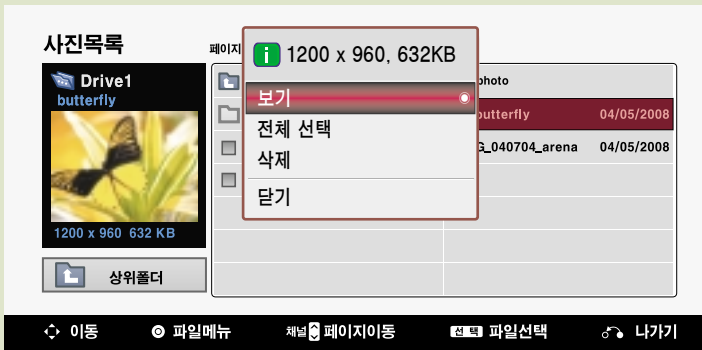 사진목록
페이지
Drive1
butterfly
1200 x 960 632 KB
상위폴더
i 1200 x 960, 632KB
보기
전체 선택
삭제
닫기
photo
butterfly 04/05/2008
G_040704_arena 04/05/2008
이동 파일메뉴 채널 페이지이동 선택 파일선택 나가기